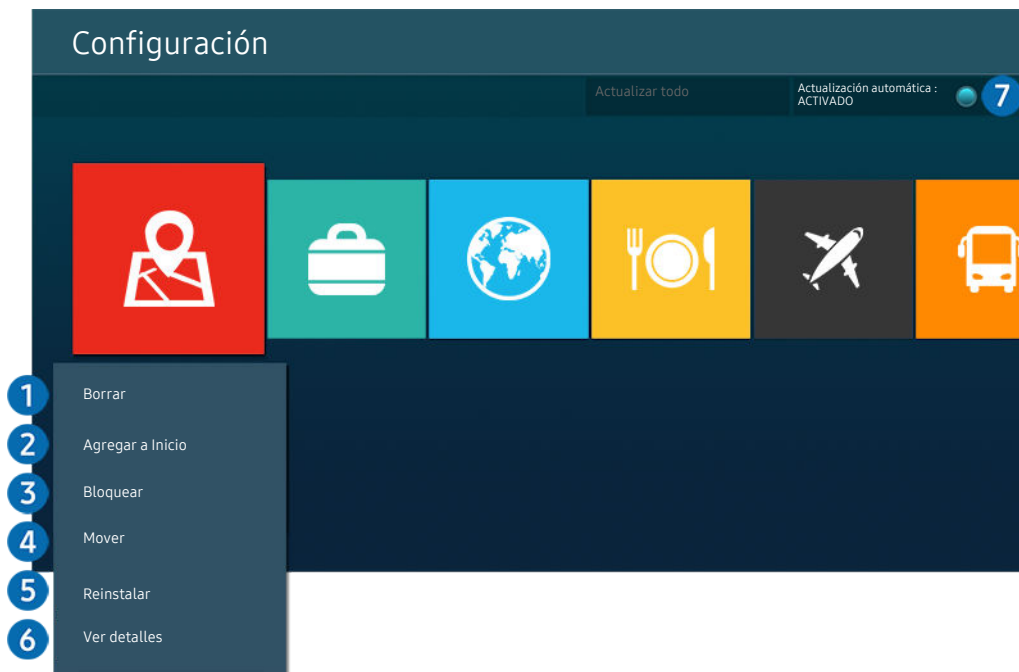 Configuración
Actualizar todo
Actualización automática :
ACTIVADO
7
1
Borrar
2
Agregar a Inicio
3
Bloquear
4
Mover
5
Reinstalar
6
Ver detalles